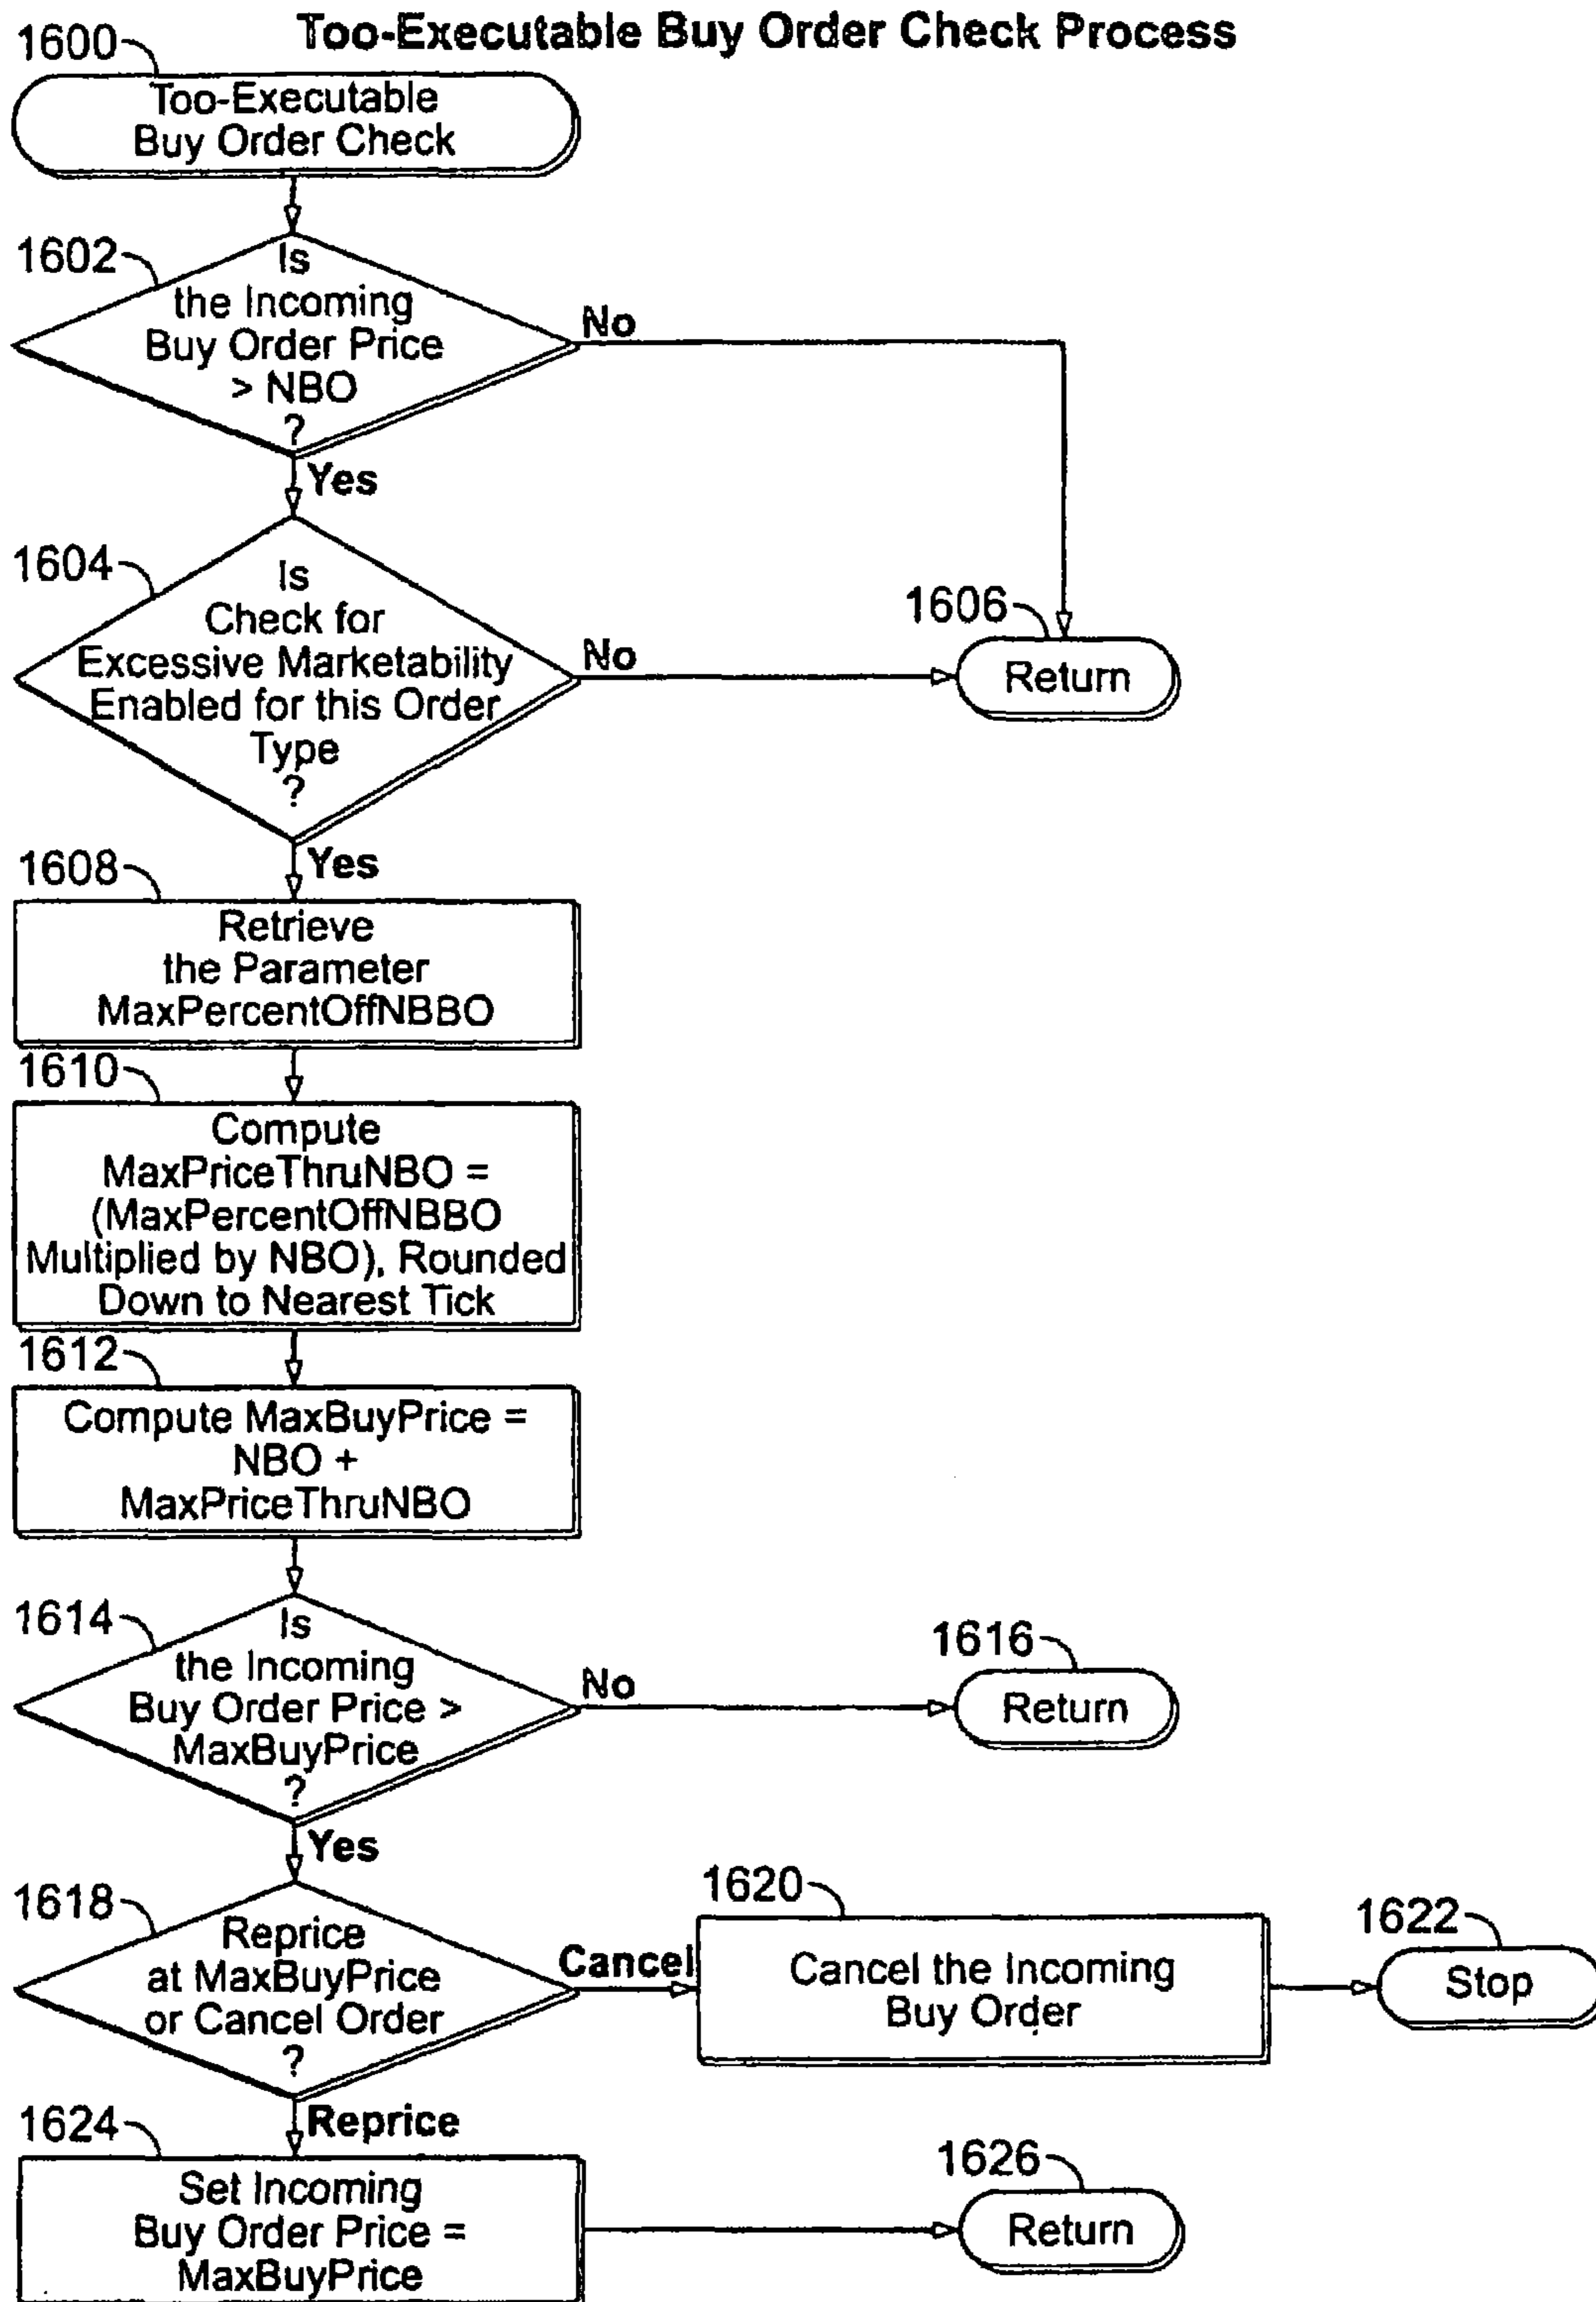 Too-Executable Buy Order Check Process
1600
Too-Executable
Buy Order Check
1602
Is
the Incoming
Buy Order Price
> NBO
?
No
Yes
1604
Is
Check for
Excessive Marketability
Enabled for this Order
Type
?
No
1606
Return
Yes
1608
Retrieve
the Parameter
MaxPercentOffNBBO
1610
Compute
MaxPriceThruNBO =
(MaxPercentOffNBBO
Multiplied by NBO), Rounded
Down to Nearest Tick
1612
Compute MaxBuyPrice =
NBO +
MaxPriceThruNBO
1614
Is
the Incoming
Buy Order Price >
MaxBuyPrice
?
No
1616
Return
Yes
1618
Reprice
at MaxBuyPrice
or Cancel Order
?
Cancel
1620
Cancel the Incoming
Buy Order
1622
Stop
Reprice
1624
Set Incoming
Buy Order Price =
MaxBuyPrice
1626
Return